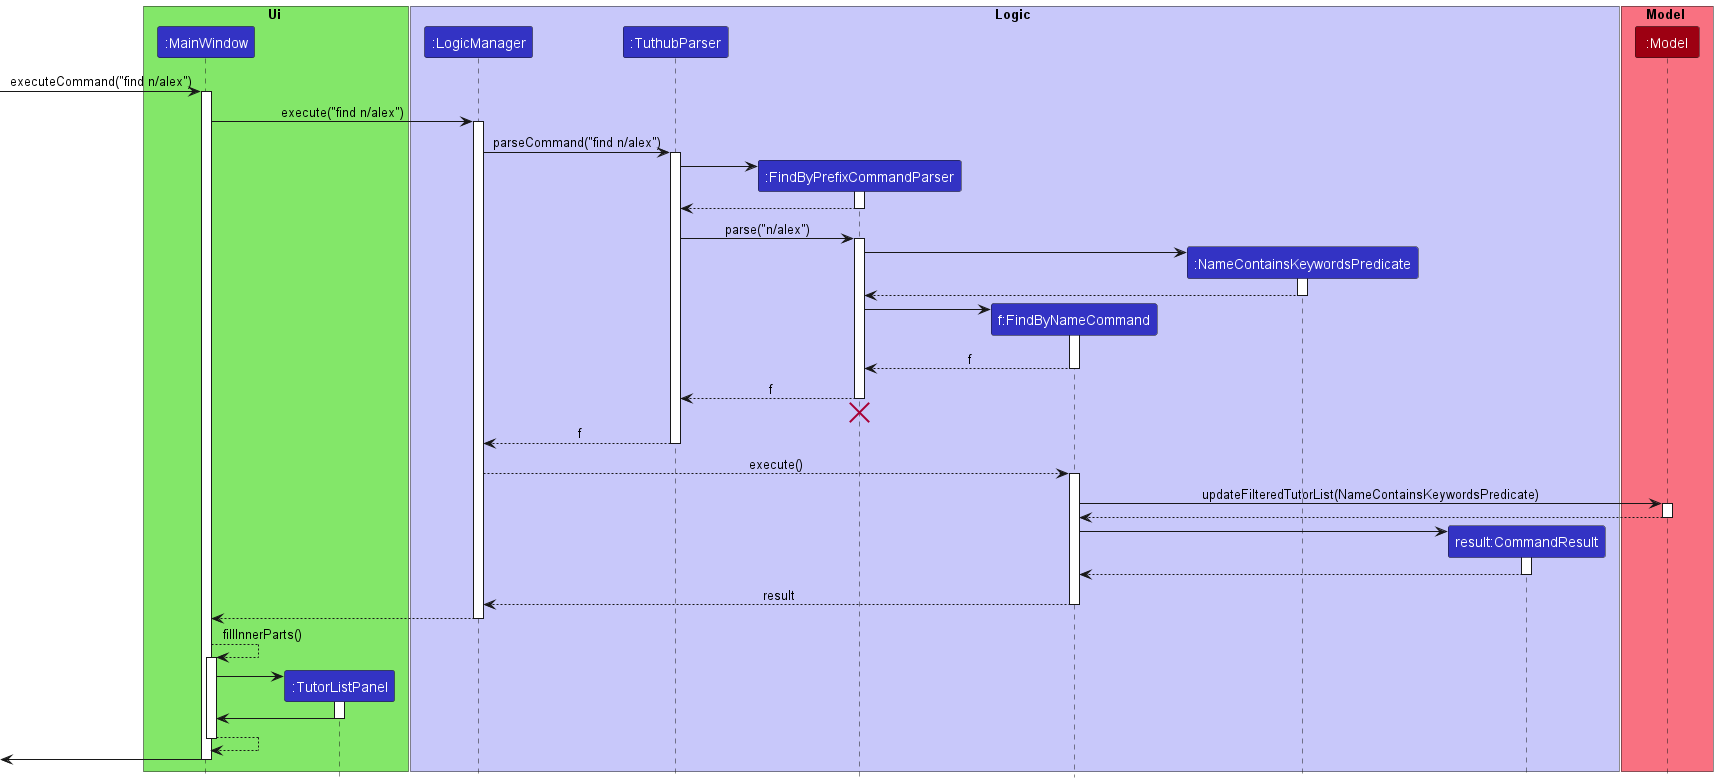 Ui
Logic
Model
:MainWindow
:LogicManager
:TuthubParser
:Model
executeCommand("find n/alex")
execute("find n/alex")
parseCommand("find n/alex")
:FindByPrefixCommandParser
parse("n/alex")
:NameContainsKeywordsPredicate
f:FindByNameCommand
f
f
f
execute()
updateFilteredTutorList(NameContainsKeywordsPredicate)
result:CommandResult
result
fillInnerParts()
:TutorListPanel